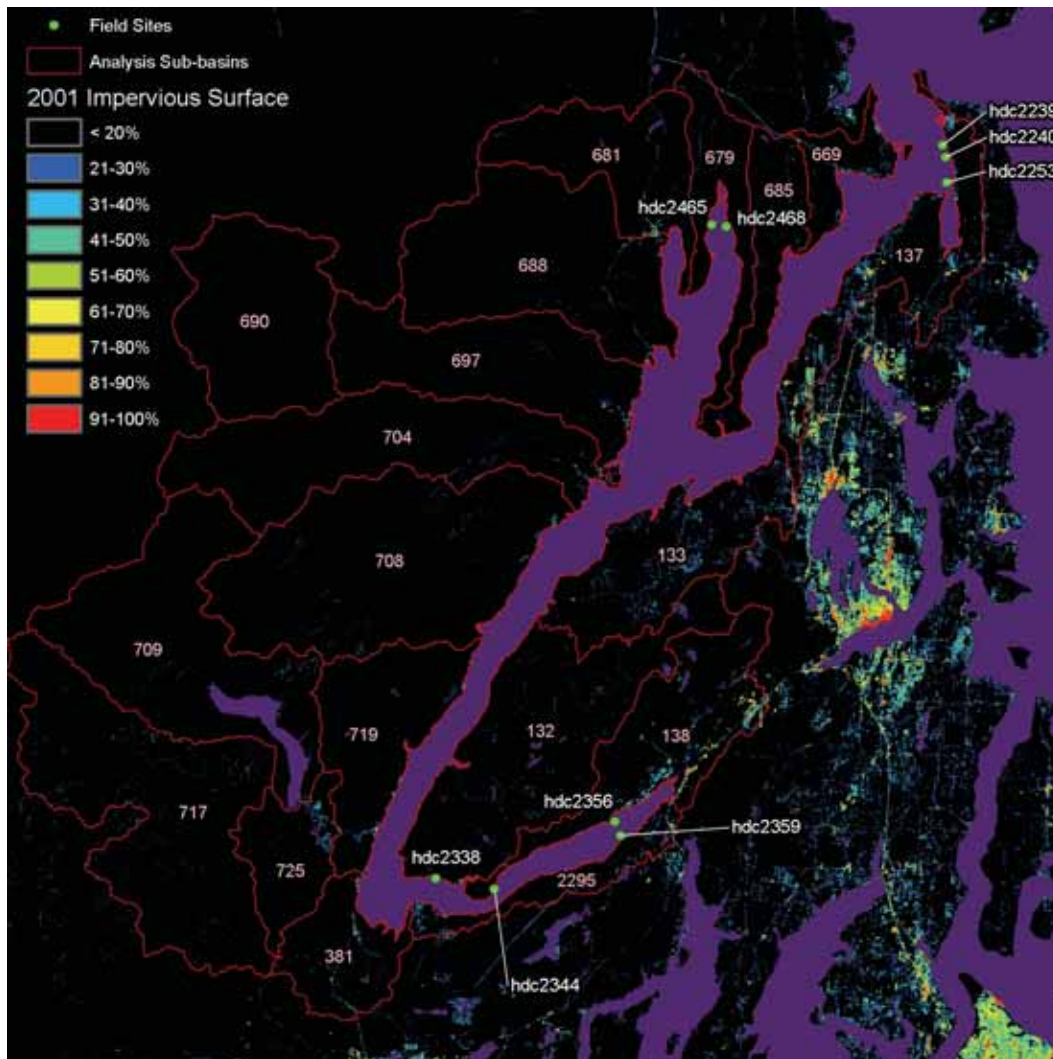 Field Sites
Analysis Sub-basins
2001 Impervious Surface
< 20%
21-30%
31-40%
41-50%
51-60%
61-70%
71-80%
81-90%
91-100%
hdc2239
hdc2240
hdc2253
681
679
669
685
hdc2465
hdc2468
688
137
690
697
704
708
133
709
719
132
138
717
hdc2356
hdc2359
hdc2338
725
2295
381
hdc2344